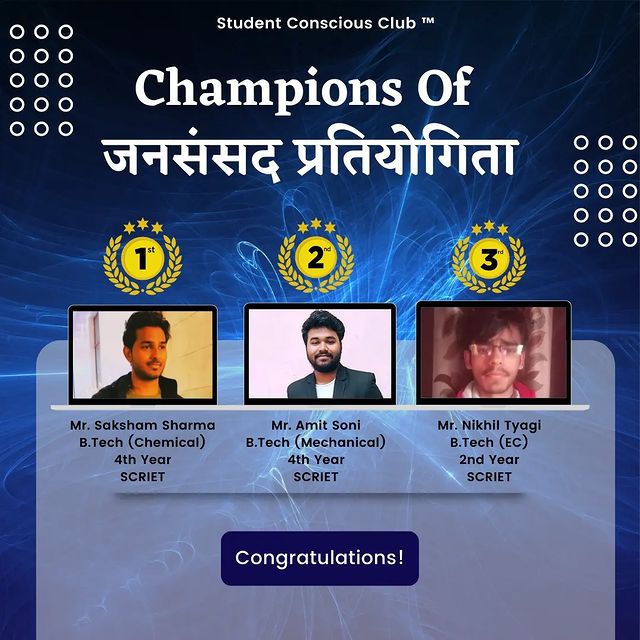 Student Conscious Club ™
Champions Of
जनसंसद प्रतियोगिता
1st
2nd
3rd
Mr. Saksham Sharma
B.Tech (Chemical)
4th Year
SCRIET
Mr. Amit Soni
B.Tech (Mechanical)
4th Year
SCRIET
Mr. Nikhil Tyagi
B.Tech (EC)
2nd Year
SCRIET
Congratulations!